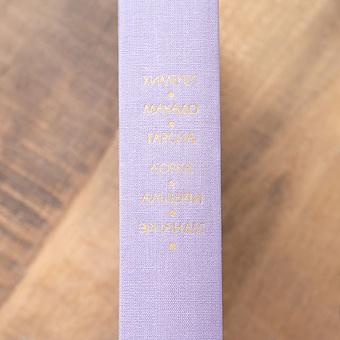 ХИМЕНЕС
МАЧАДО
ГАРСИА
ЛОРКА
АЛЬБЕРТИ
ЭРНАНДЕС